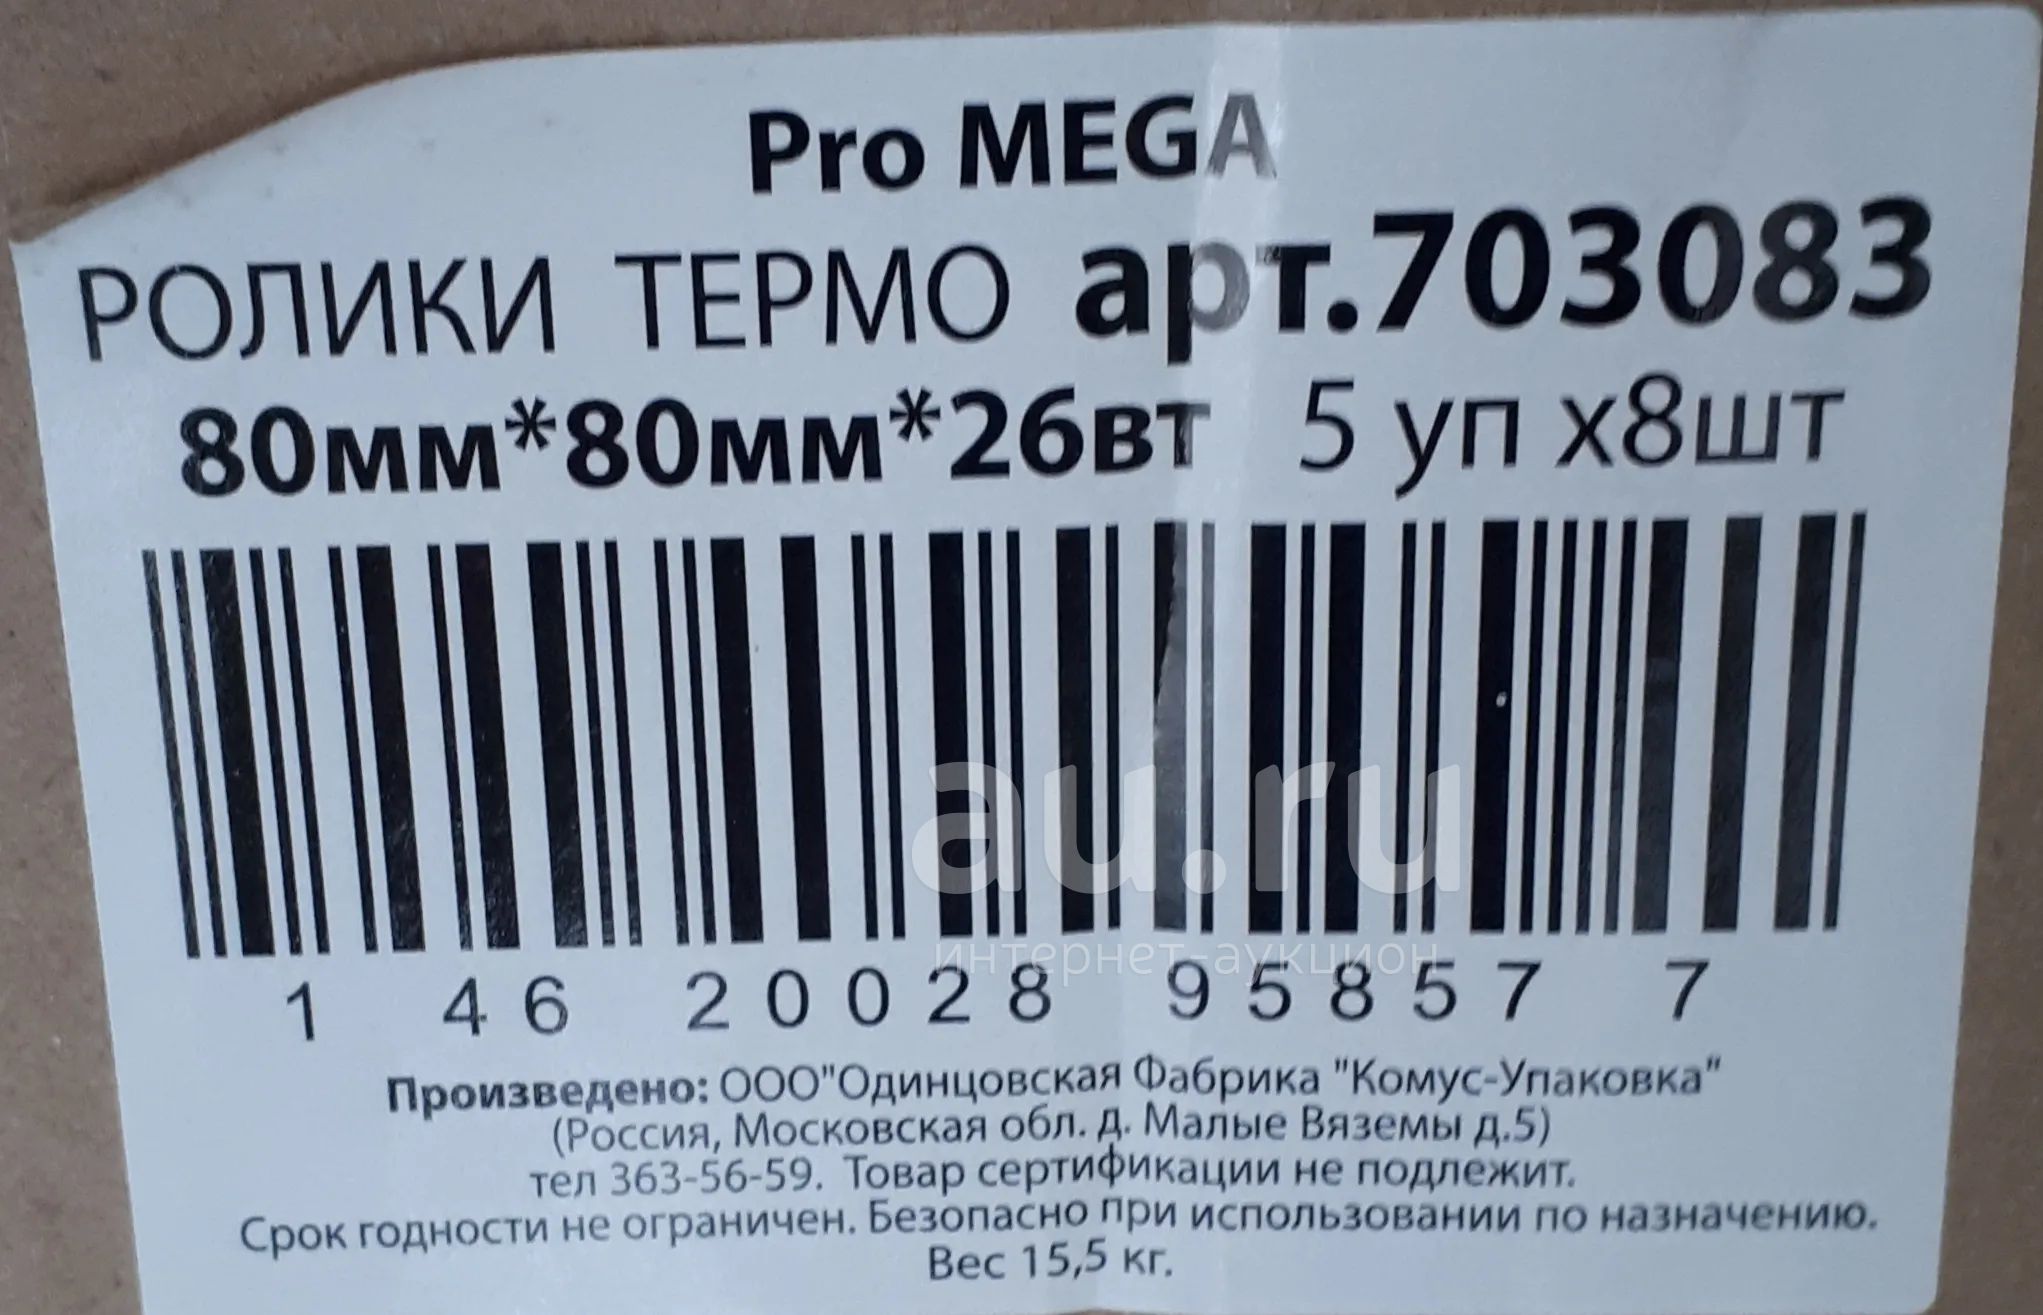 Pro MEGA
РОЛИКИ ТЕРМО арт.703083
80мм*80мм*26вт 5 уп х8шт
au.ru
интернет-аукцион
1 46 20028 95857 7
Произведено: ООО"Одинцовская Фабрика "Комус-Упаковка"
(Россия, Московская обл. д. Малые Вяземы д.5)
тел 363-56-59. Товар сертификации не подлежит.
Срок годности не ограничен. Безопасно при использовании по назначению.
Вес 15,5 кг.